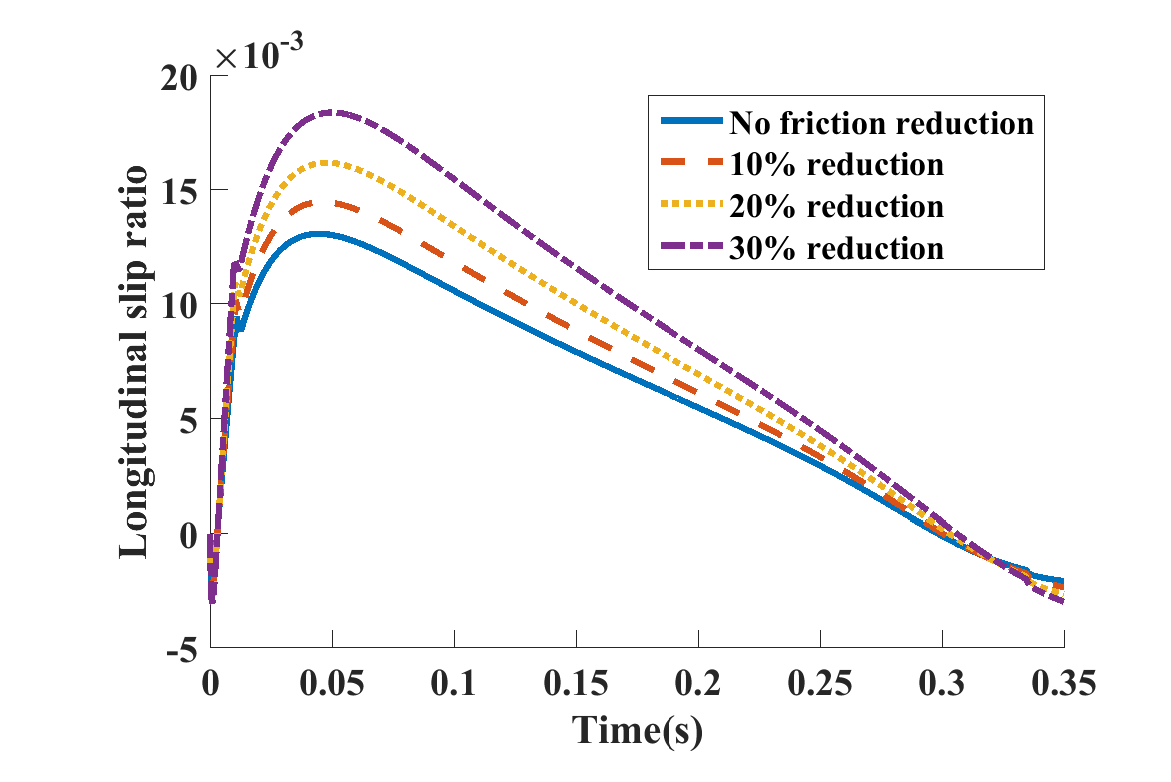 ×10-3
20
15
10
5
0
-5
Longitudinal slip ratio
No friction reduction
10% reduction
20% reduction
30% reduction
0 0.05 0.1 0.15 0.2 0.25 0.3 0.35
Time(s)